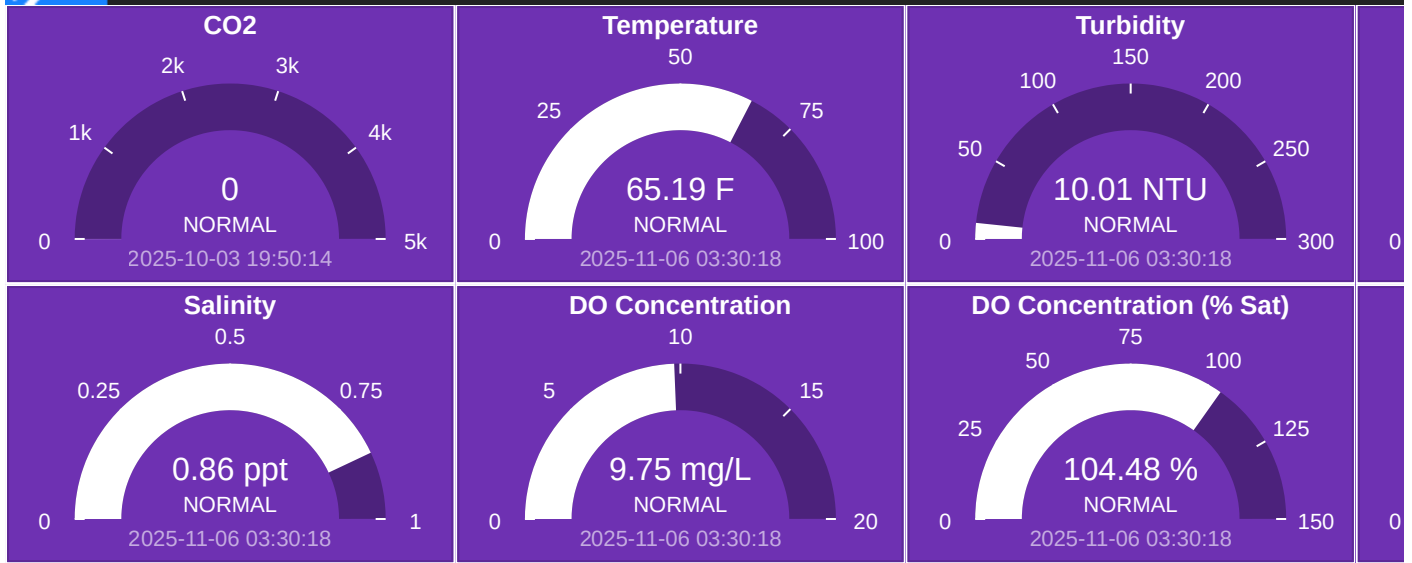 CO2
0
1k
2k
3k
4k
5k
0
NORMAL
2025-10-03 19:50:14
Temperature
0
25
50
75
100
65.19 F
NORMAL
2025-11-06 03:30:18
Turbidity
0
50
100
150
200
250
300
10.01 NTU
NORMAL
2025-11-06 03:30:18
0
Salinity
0
0.25
0.5
0.75
1
0.86 ppt
NORMAL
2025-11-06 03:30:18
DO Concentration
0
5
10
15
20
9.75 mg/L
NORMAL
2025-11-06 03:30:18
DO Concentration (% Sat)
0
25
50
75
100
125
150
104.48 %
NORMAL
2025-11-06 03:30:18
0